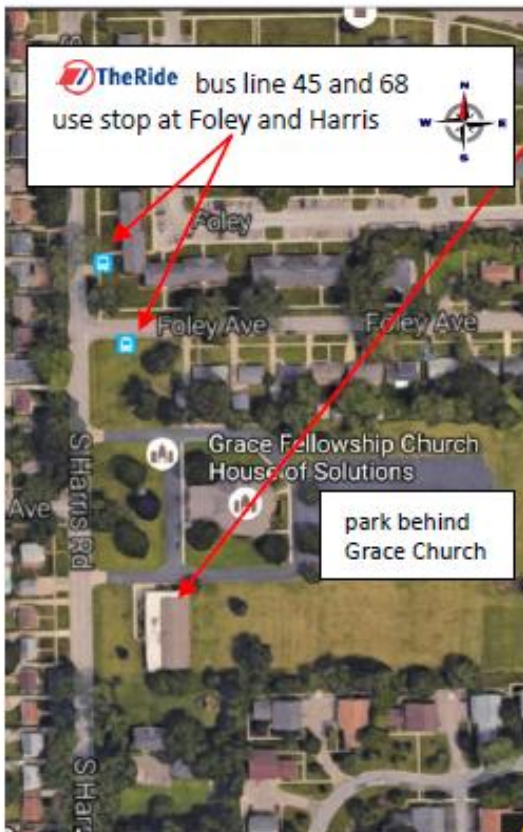 TheRide bus line 45 and 68
use stop at Foley and Harris
N
W E
S
Foley
Foley Ave Foley Ave
S Harris Rd
Grace Fellowship Church
House of Solutions
Ave
park behind
Grace Church